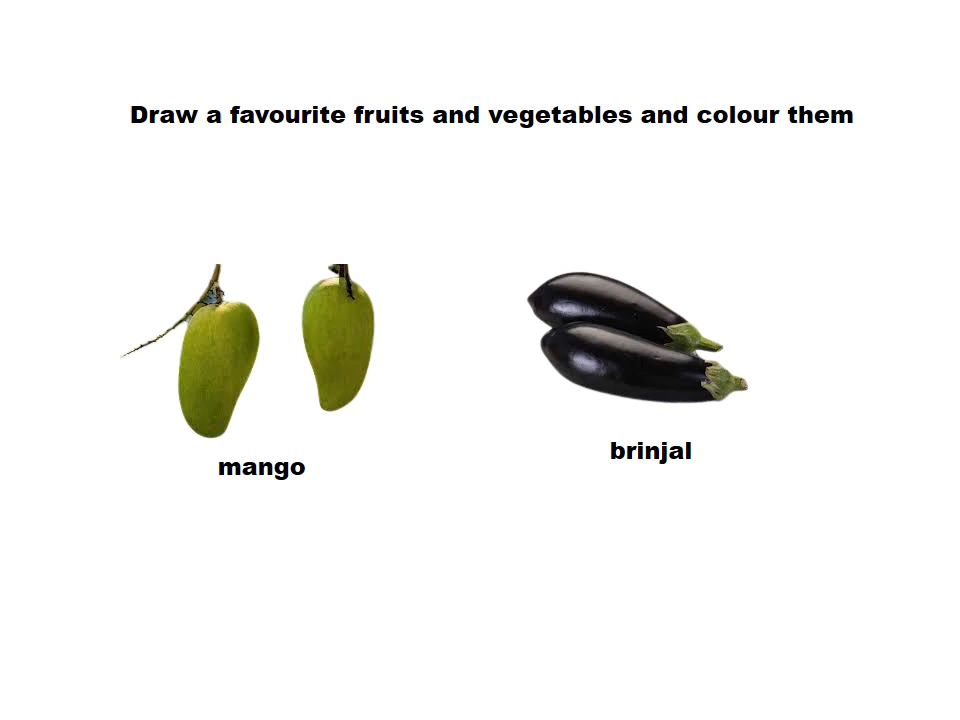 Draw a favourite fruits and vegetables and colour them
mango
brinjal